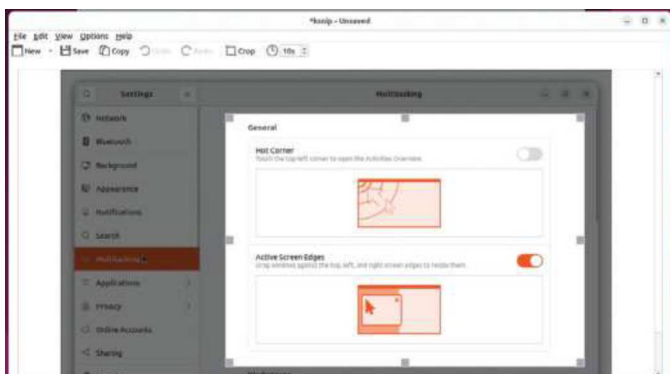 *ksnip - Unsaved
File Edit View Options Help
New Save Copy Undo Redo Crop 10s
Settings
Multitasking
Network
Bluetooth
Background
Appearance
Notifications
Search
Multitasking
Applications
Privacy
Online Accounts
Sharing
General
Hot Corner
Touch the top-left corner to open the Activities Overview.
Active Screen Edges
Drag windows against the top, left, and right screen edges to resize them.